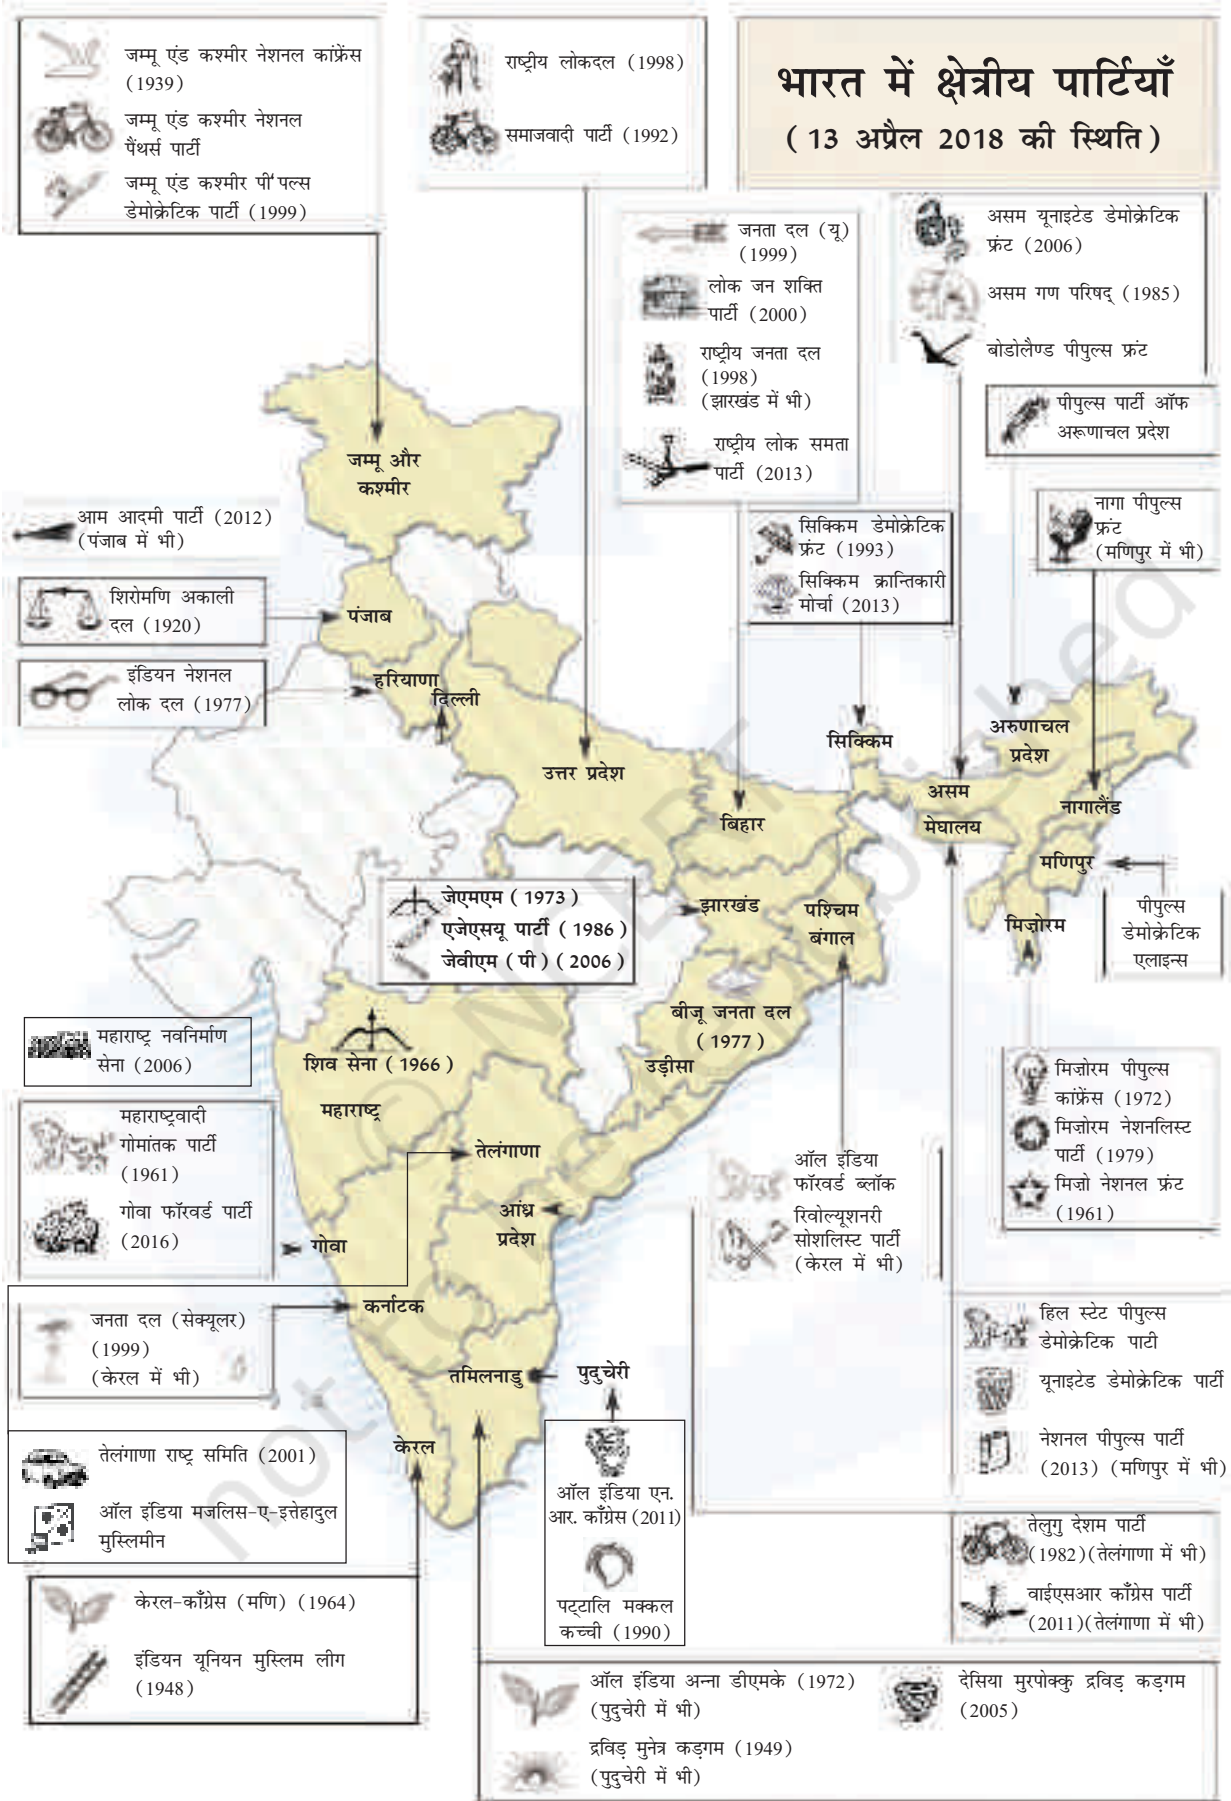 भारत में क्षेत्रीय पार्टियाँ
(13 अप्रैल 2018 की स्थिति)
जम्मू एंड कश्मीर नेशनल कांफ्रेंस
(1939)
जम्मू एंड कश्मीर नेशनल
पैंथर्स पार्टी
जम्मू एंड कश्मीर पीपल्स
डेमोक्रेटिक पार्टी (1999)
राष्ट्रीय लोकदल (1998)
समाजवादी पार्टी (1992)
जनता दल (यू)
(1999)
लोक जन शक्ति
पार्टी (2000)
राष्ट्रीय जनता दल
(1998)
(झारखंड में भी)
राष्ट्रीय लोक समता
पार्टी (2013)
असम यूनाइटेड डेमोक्रेटिक
फ्रंट (2006)
असम गण परिषद् (1985)
बोडोलैण्ड पीपुल्स फ्रंट
पीपुल्स पार्टी ऑफ
अरूणाचल प्रदेश
नागा पीपुल्स
फ्रंट
(मणिपुर में भी)
सिक्किम डेमोक्रेटिक
फ्रंट (1993)
सिक्किम क्रान्तिकारी
मोर्चा (2013)
जम्मू और
कश्मीर
आम आदमी पार्टी (2012)
(पंजाब में भी)
शिरोमणि अकाली
दल (1920)
पंजाब
इंडियन नेशनल
लोक दल (1977)
हरियाणा
दिल्ली
उत्तर प्रदेश
बिहार
सिक्किम
अरुणाचल
प्रदेश
असम
मेघालय
नागालैंड
मणिपुर
मिज़ोरम
पीपुल्स
डेमोक्रेटिक
एलाइन्स
जेएमएम (1973)
एजेएसयू पार्टी (1986)
जेवीएम (पी) (2006)
झारखंड
पश्चिम
बंगाल
बीजू जनता दल
(1977)
उड़ीसा
महाराष्ट्र नवनिर्माण
सेना (2006)
शिव सेना (1966)
महाराष्ट्र
महाराष्ट्रवादी
गोमांतक पार्टी
(1961)
गोवा फॉरवर्ड पार्टी
(2016)
गोवा
तेलंगाणा
आंध्र
प्रदेश
कर्नाटक
जनता दल (सेक्यूलर)
(1999)
(केरल में भी)
तमिलनाडु
पुदुचेरी
केरल
ऑल इंडिया
फॉरवर्ड ब्लॉक
रिवोल्यूशनरी
सोशलिस्ट पार्टी
(केरल में भी)
मिज़ोरम पीपुल्स
कांफ्रेंस (1972)
मिज़ोरम नेशनलिस्ट
पार्टी (1979)
मिज़ो नेशनल फ्रंट
(1961)
हिल स्टेट पीपुल्स
डेमोक्रेटिक पाटी
यूनाइटेड डेमोक्रेटिक पार्टी
नेशनल पीपुल्स पार्टी
(2013) (मणिपुर में भी)
तेलंगाणा राष्ट्र समिति (2001)
ऑल इंडिया मजलिस-ए-इत्तेहादुल
मुस्लिमीन
ऑल इंडिया एन.
आर. काँग्रेस (2011)
पट्टालि मक्कल
कच्ची (1990)
तेलुगु देशम पार्टी
(1982)(तेलंगाणा में भी)
वाईएसआर काँग्रेस पार्टी
(2011)(तेलंगाणा में भी)
केरल-काँग्रेस (मणि) (1964)
इंडियन यूनियन मुस्लिम लीग
(1948)
ऑल इंडिया अन्ना डीएमके (1972)
(पुदुचेरी में भी)
द्रविड़ मुनेत्र कड़गम (1949)
(पुदुचेरी में भी)
देसिया मुरपोक्कु द्रविड़ कड़गम
(2005)
© NCERT
not to be republished